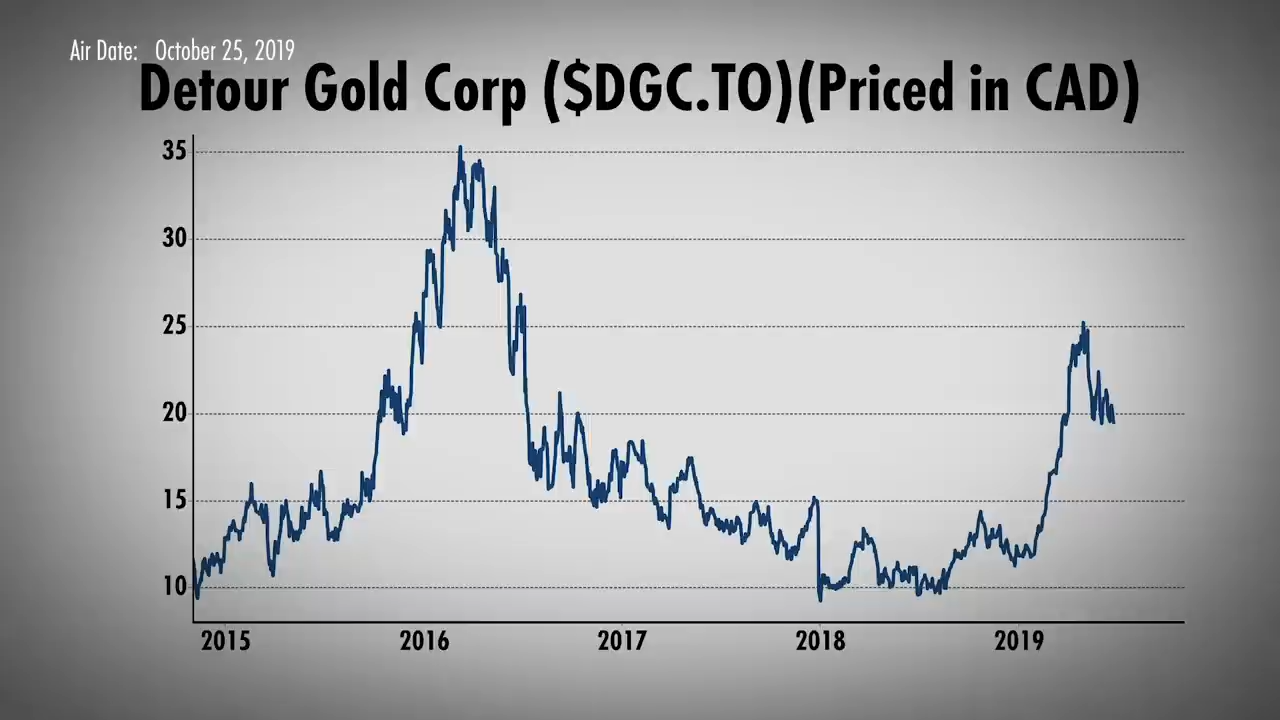 Air Date: October 25, 2019
Detour Gold Corp ($DGC.TO)(Priced in CAD)
35
30
25
20
15
10
2015 2016 2017 2018 2019